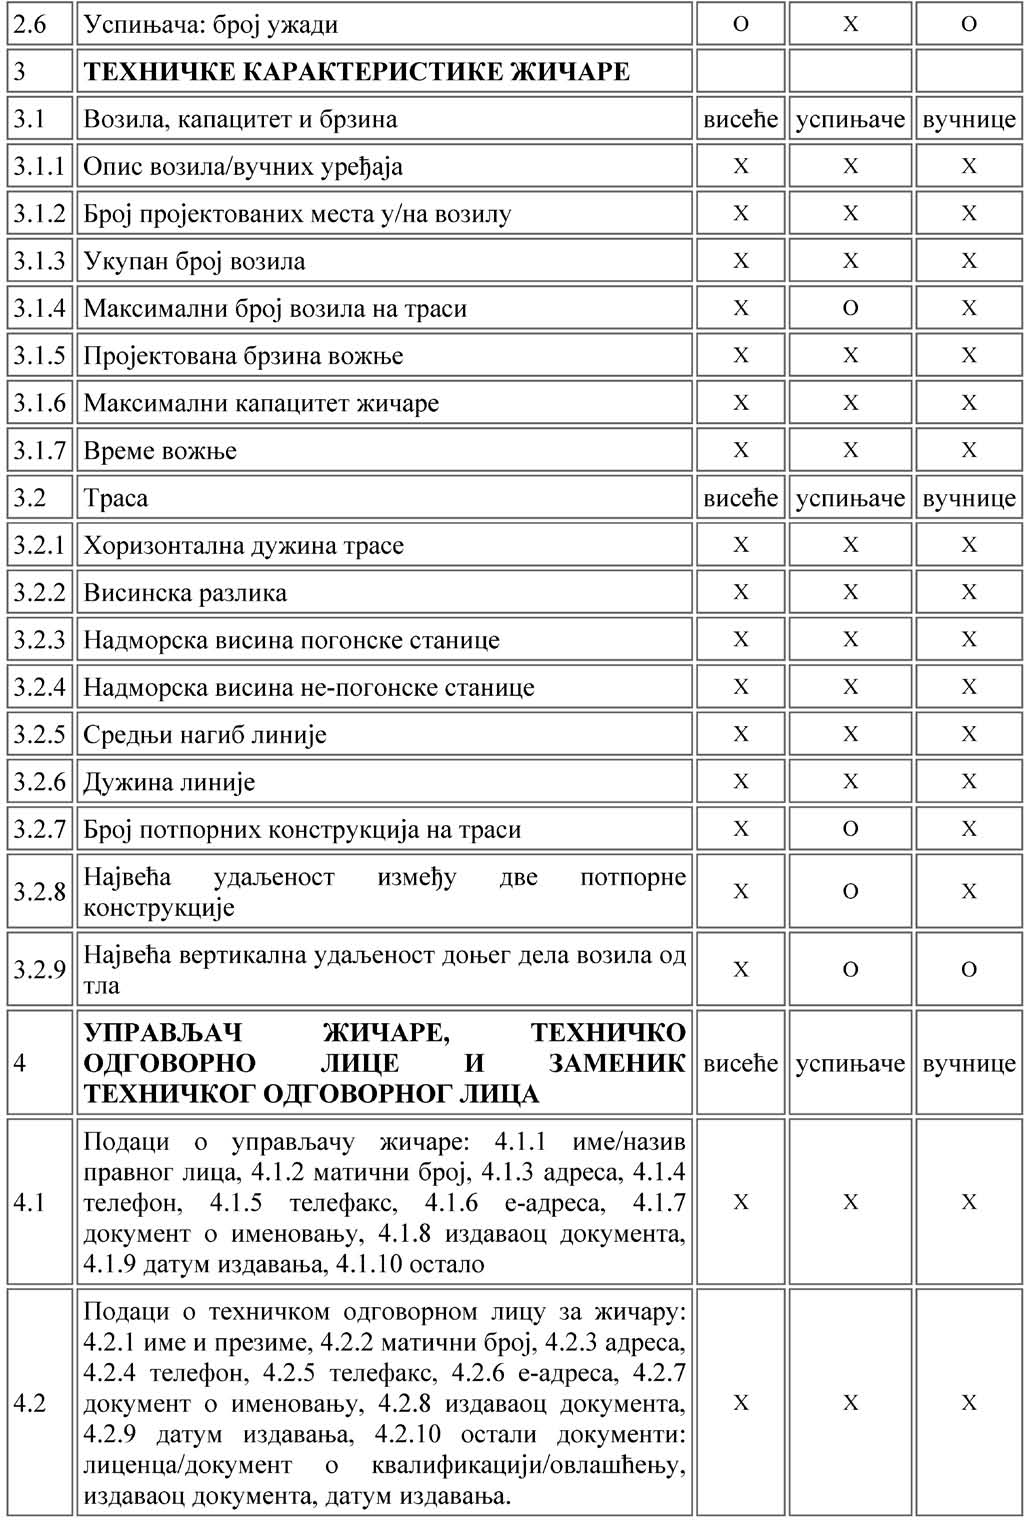 2.6 Успињача: број ужади О Х О
3 ТЕХНИЧКЕ КАРАКТЕРИСТИКЕ ЖИЧАРЕ
3.1 Возила, капацитет и брзина висеће успињаче вучнице
3.1.1 Опис возила/вучних уређаја Х Х Х
3.1.2 Број пројектованих места у/на возилу Х Х Х
3.1.3 Укупан број возила Х Х Х
3.1.4 Максимални број возила на траси Х О Х
3.1.5 Пројектована брзина вожње Х Х Х
3.1.6 Максимални капацитет жичаре Х Х Х
3.1.7 Време вожње Х Х Х
3.2 Траса висеће успињаче вучнице
3.2.1 Хоризонтална дужина трасе Х Х Х
3.2.2 Висинска разлика Х Х Х
3.2.3 Надморска висина погонске станице Х Х Х
3.2.4 Надморска висина не-погонске станице Х Х Х
3.2.5 Средњи нагиб линије Х Х Х
3.2.6 Дужина линије Х Х Х
3.2.7 Број потпорних конструкција на траси Х О Х
3.2.8 Највећа удаљеност између две потпорне
конструкције Х О Х
3.2.9 Највећа вертикална удаљеност доњег дела возила од
тла Х О О
4 УПРАВЉАЧ ЖИЧАРЕ, ТЕХНИЧКО
ОДГОВОРНО ЛИЦЕ И ЗАМЕНИК
ТЕХНИЧКОГ ОДГОВОРНОГ ЛИЦА висеће успињаче вучнице
4.1 Подаци о управљачу жичаре: 4.1.1 име/назив
правног лица, 4.1.2 матични број, 4.1.3 адреса, 4.1.4
телефон, 4.1.5 телефакс, 4.1.6 е-адреса, 4.1.7
документ о именовању, 4.1.8 издаваоц документа,
4.1.9 датум издавања, 4.1.10 остало Х Х Х
4.2 Подаци о техничком одговорном лицу за жичару:
4.2.1 име и презиме, 4.2.2 матични број, 4.2.3 адреса,
4.2.4 телефон, 4.2.5 телефакс, 4.2.6 е-адреса, 4.2.7
документ о именовању, 4.2.8 издаваоц документа,
4.2.9 датум издавања, 4.2.10 остали документи:
лиценца/документ о квалификацији/овлашћењу,
издаваоц документа, датум издавања. Х Х Х